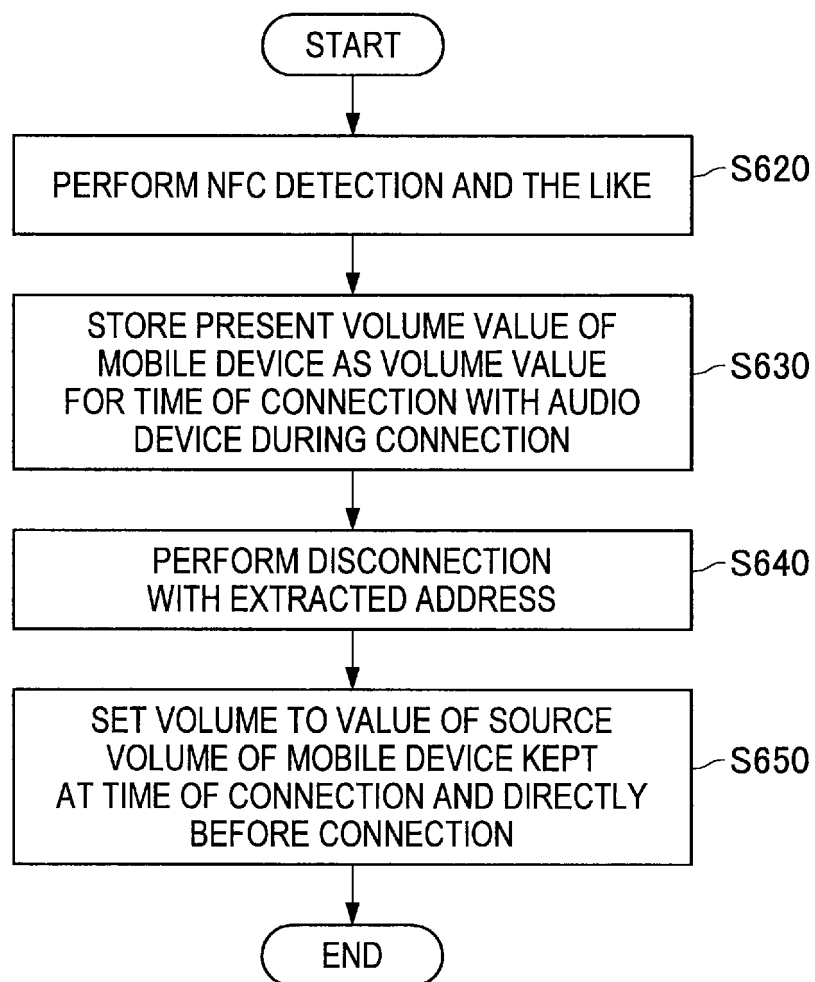 START
PERFORM NFC DETECTION AND THE LIKE
S620
STORE PRESENT VOLUME VALUE OF
MOBILE DEVICE AS VOLUME VALUE
FOR TIME OF CONNECTION WITH AUDIO
DEVICE DURING CONNECTION
S630
PERFORM DISCONNECTION
WITH EXTRACTED ADDRESS
S640
SET VOLUME TO VALUE OF SOURCE
VOLUME OF MOBILE DEVICE KEPT
AT TIME OF CONNECTION AND DIRECTLY
BEFORE CONNECTION
S650
END